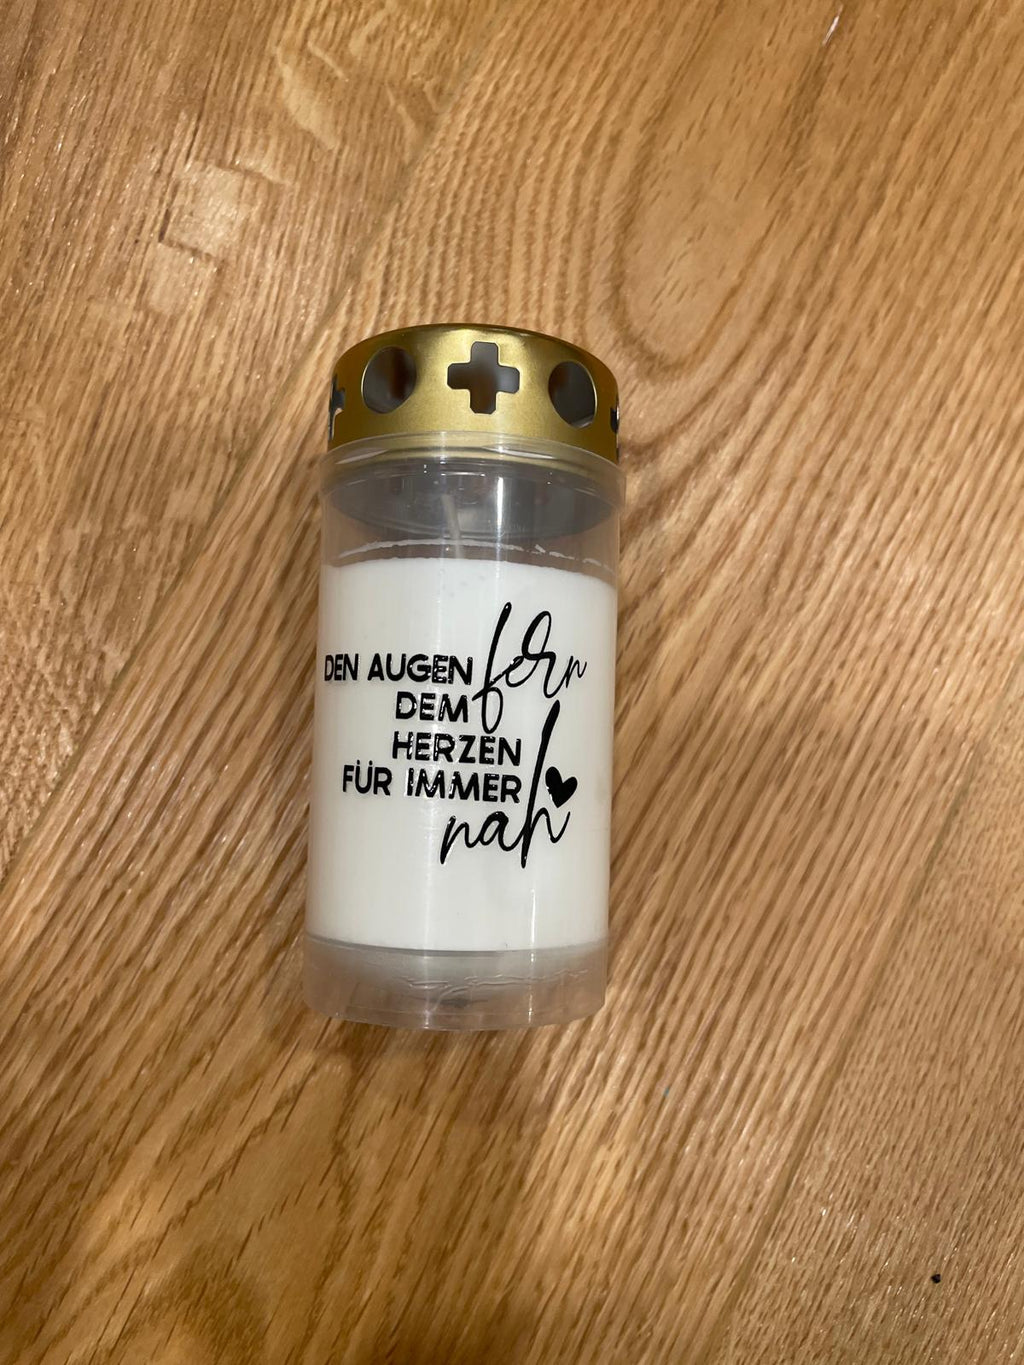 DEN AUGEN fern
DEM
HERZEN
FÜR IMMER
nah